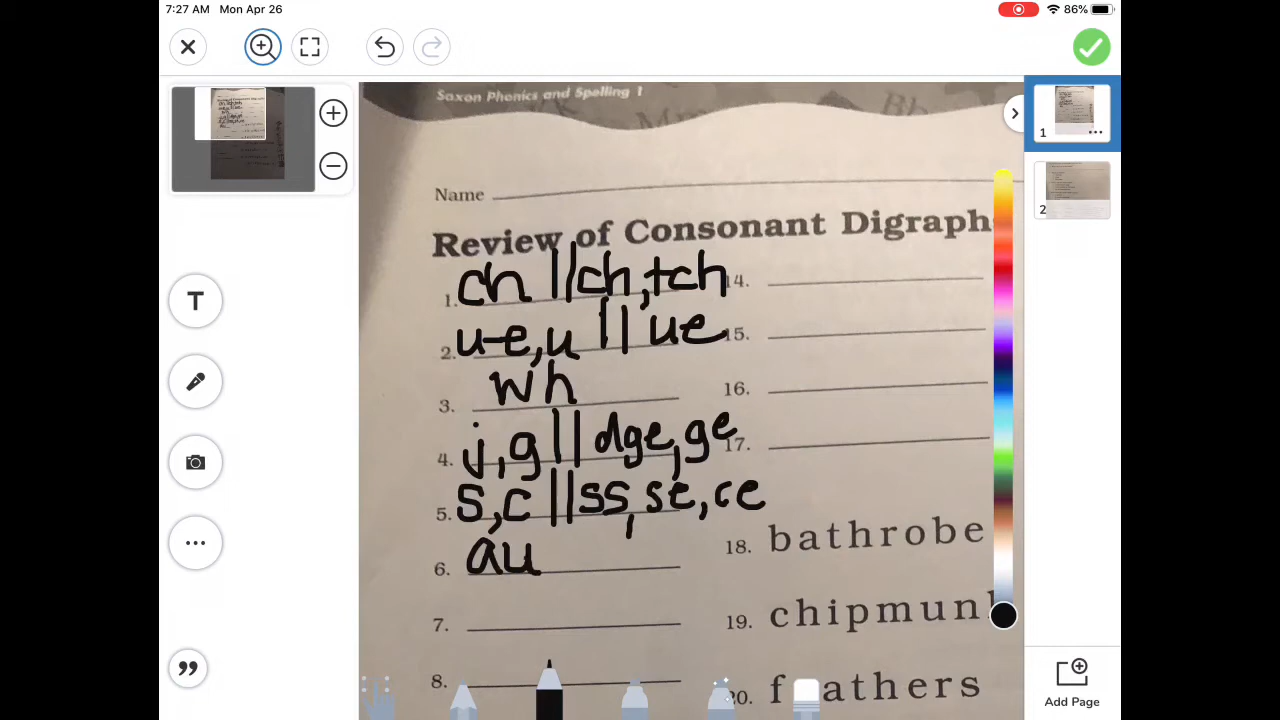 7:27 AM Mon Apr 26
86%
Saxon Phonics and Spelling 1
Name
Review of Consonant Digraph
1. ch ||ch,tch
2. u-e,u || ue
3. wh
4. j,g || dge,ge
5. s,c ||ss,se,ce
6. au
7.
8.
14.
15.
16.
17.
18. bathrobe
19. chipmun
20. f athers
T
1
2
Add Page